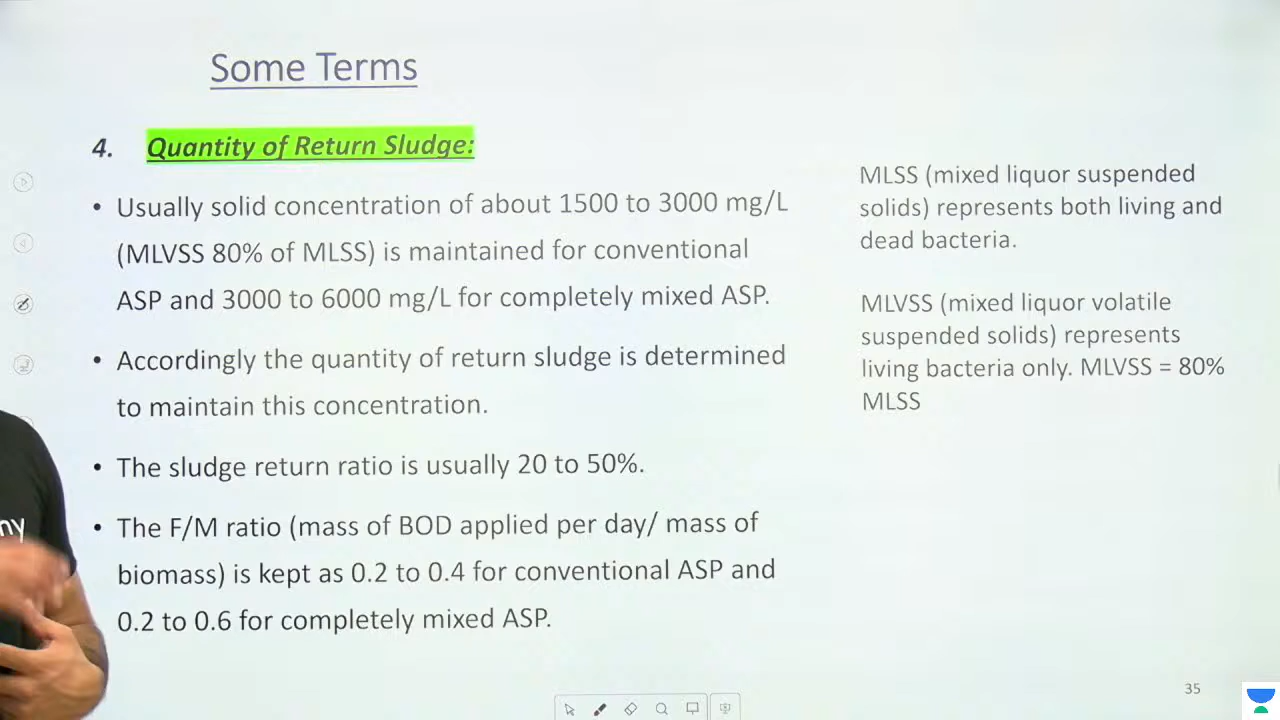 Some Terms
4. Quantity of Return Sludge:
• Usually solid concentration of about 1500 to 3000 mg/L
(MLVSS 80% of MLSS) is maintained for conventional
ASP and 3000 to 6000 mg/L for completely mixed ASP.
• Accordingly the quantity of return sludge is determined
to maintain this concentration.
• The sludge return ratio is usually 20 to 50%.
• The F/M ratio (mass of BOD applied per day/ mass of
biomass) is kept as 0.2 to 0.4 for conventional ASP and
0.2 to 0.6 for completely mixed ASP.
MLSS (mixed liquor suspended
solids) represents both living and
dead bacteria.
MLVSS (mixed liquor volatile
suspended solids) represents
living bacteria only. MLVSS = 80%
MLSS
35